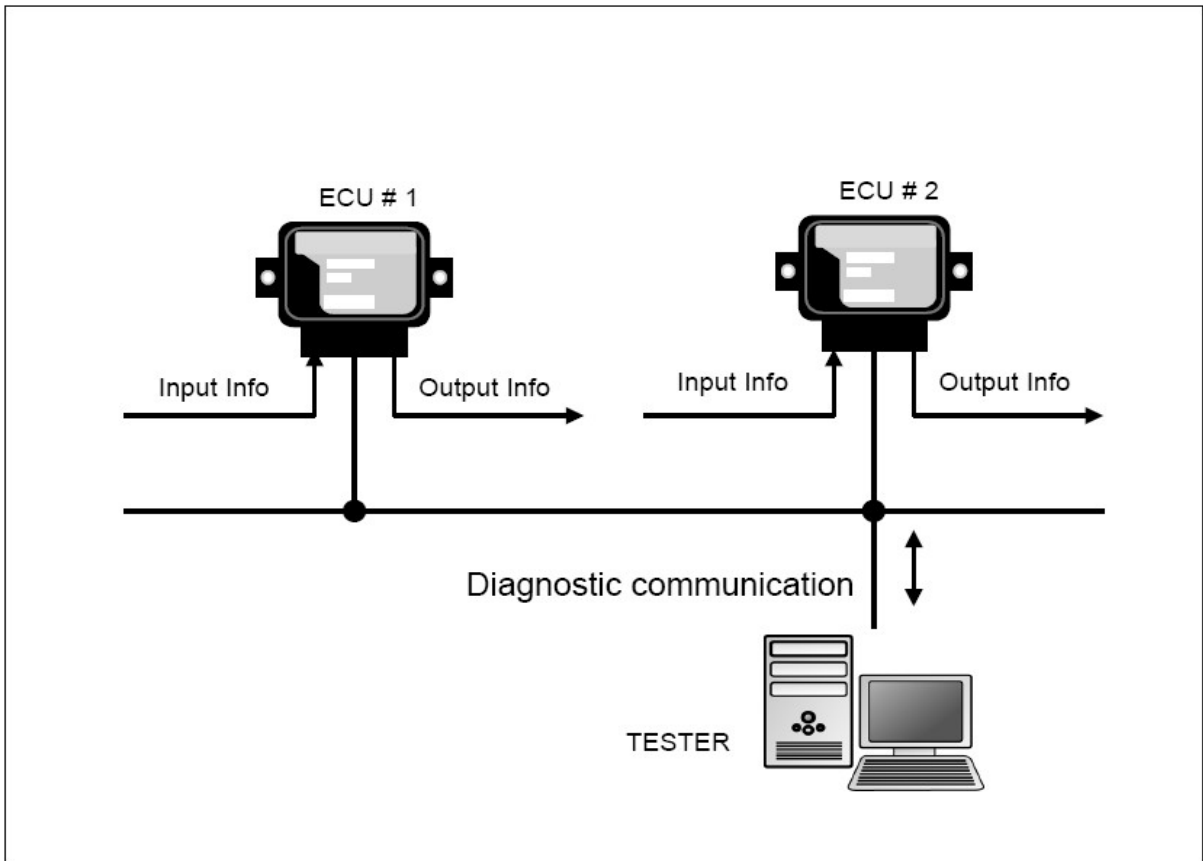 ECU # 1
ECU # 2
Input Info
Output Info
Input Info
Output Info
Diagnostic communication
TESTER